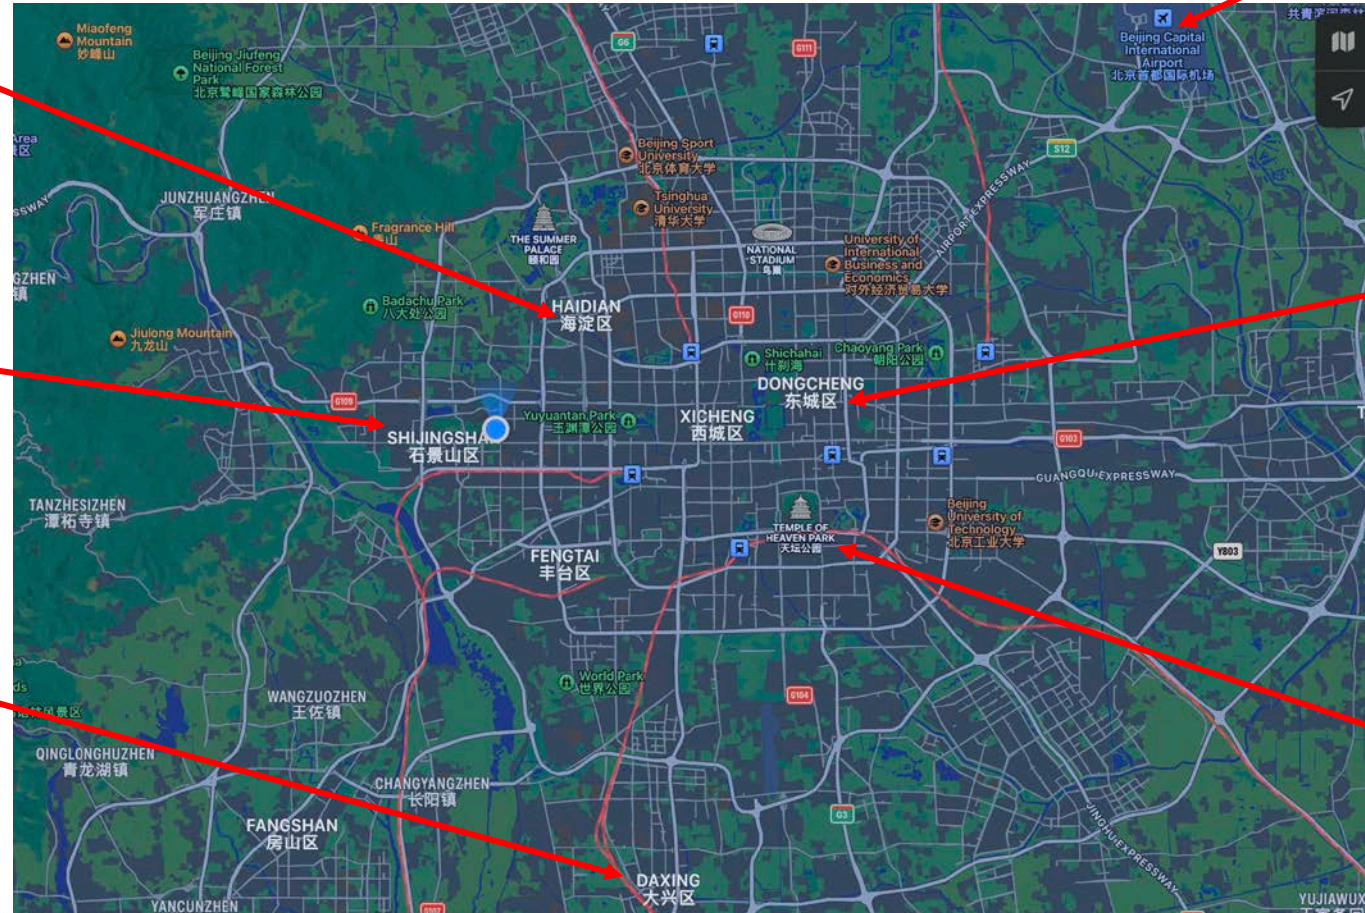 Miaofeng
Mountain
妙峰山
Beijing Jiufeng
National Forest
Park
北京鹫峰国家森林公园
G6
G111
Beijing Capital
International
Airport
北京首都国际机场
Area
景区
Beijing Sport
University
北京体育大学
S12
JUNZHUANGZHEN
军庄镇
Tsinghua
University
清华大学
AIRPORT EXPRESSWAY
Fragrance Hill
香山
THE SUMMER
PALACE
颐和园
NATIONAL
STADIUM
鸟巢
University of
International
Business and
Economics
对外经济贸易大学
GZHEN
镇
Badachu Park
八大处公园
HAIDIAN
海淀区
G110
Jiulong Mountain
九龙山
Shichahai
什刹海
Chaoyang Park
朝阳公园
DONGCHENG
东城区
G109
Yuyuantan Park
玉渊潭公园
XICHENG
西城区
SHIJINGSHAN
石景山区
G103
GUANGQU EXPRESSWAY
TANZHESIZHEN
潭柘寺镇
TEMPLE OF
HEAVEN PARK
天坛公园
Beijing
University of
Technology
北京工业大学
FENGTAI
丰台区
Y803
World Park
世界公园
WANGZUOZHEN
王佐镇
G104
QINGLONGHUZHEN
青龙湖镇
CHANGYANGZHEN
长阳镇
G3
JINGHU EXPRESSWAY
FANGSHAN
房山区
DAXING
大兴区
YANCUNZHEN
YUJIAWUX